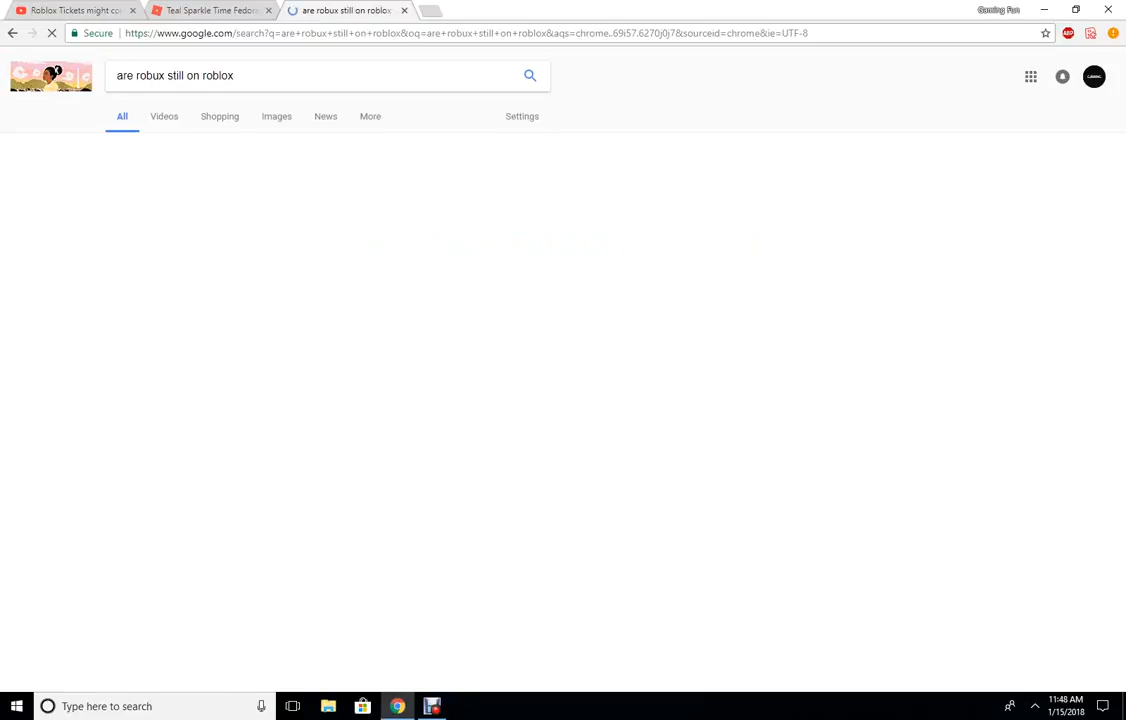 Roblox Tickets might co
Teal Sparkle Time Fedora
are robux still on roblox
Gaming Fun
Secure
https://www.google.com/search?q=are+robux+still+on+roblox&oq=are+robux+still+on+roblox&aqs=chrome..69i57.6270j0j7&sourceid=chrome&ie=UTF-8
ABP
are robux still on roblox
All Videos Shopping Images News More Settings
Type here to search
11:48 AM
1/15/2018